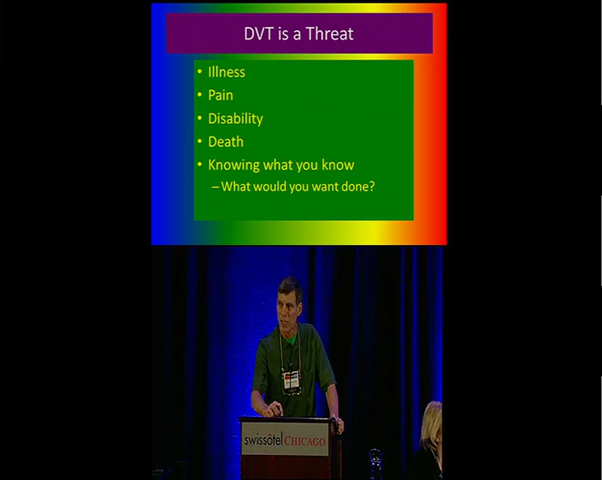 DVT is a Threat
• Illness
• Pain
• Disability
• Death
• Knowing what you know
– What would you want done?
swissôtel CHICAGO